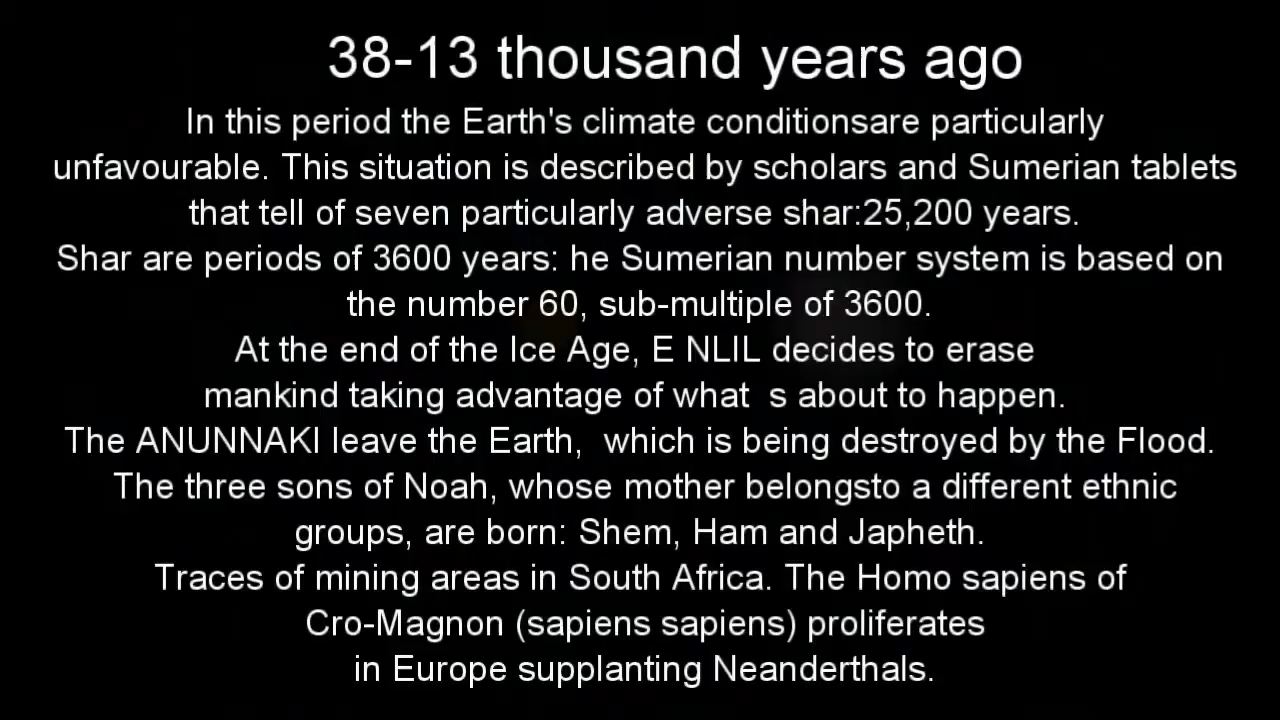 38-13 thousand years ago
In this period the Earth's climate conditionsare particularly
unfavourable. This situation is described by scholars and Sumerian tablets
that tell of seven particularly adverse shar:25,200 years.
Shar are periods of 3600 years: he Sumerian number system is based on
the number 60, sub-multiple of 3600.
At the end of the Ice Age, E NLIL decides to erase
mankind taking advantage of what  s about to happen.
The ANUNNAKI leave the Earth,  which is being destroyed by the Flood.
The three sons of Noah, whose mother belongsto a different ethnic
groups, are born: Shem, Ham and Japheth.
Traces of mining areas in South Africa. The Homo sapiens of
Cro-Magnon (sapiens sapiens) proliferates
in Europe supplanting Neanderthals.